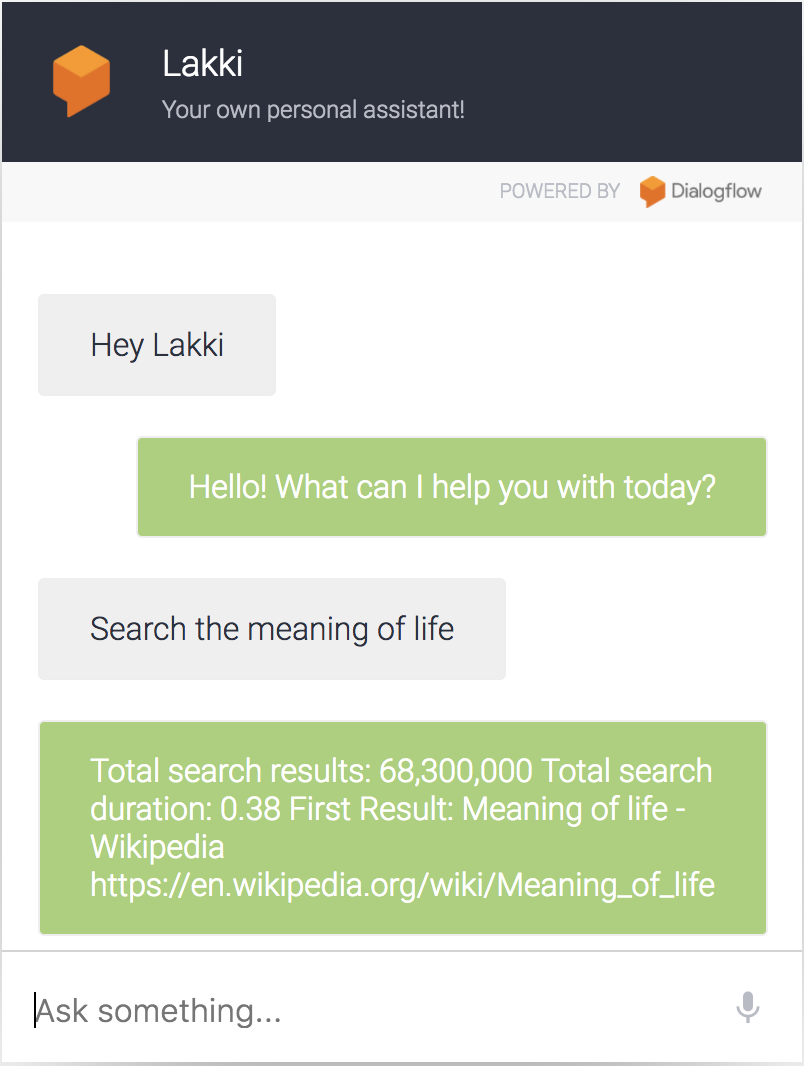 Lakki
Your own personal assistant!
POWERED BY Dialogflow
Hey Lakki
Hello! What can I help you with today?
Search the meaning of life
Total search results: 68,300,000 Total search
duration: 0.38 First Result: Meaning of life -
Wikipedia
https://en.wikipedia.org/wiki/Meaning_of_life
Ask something...